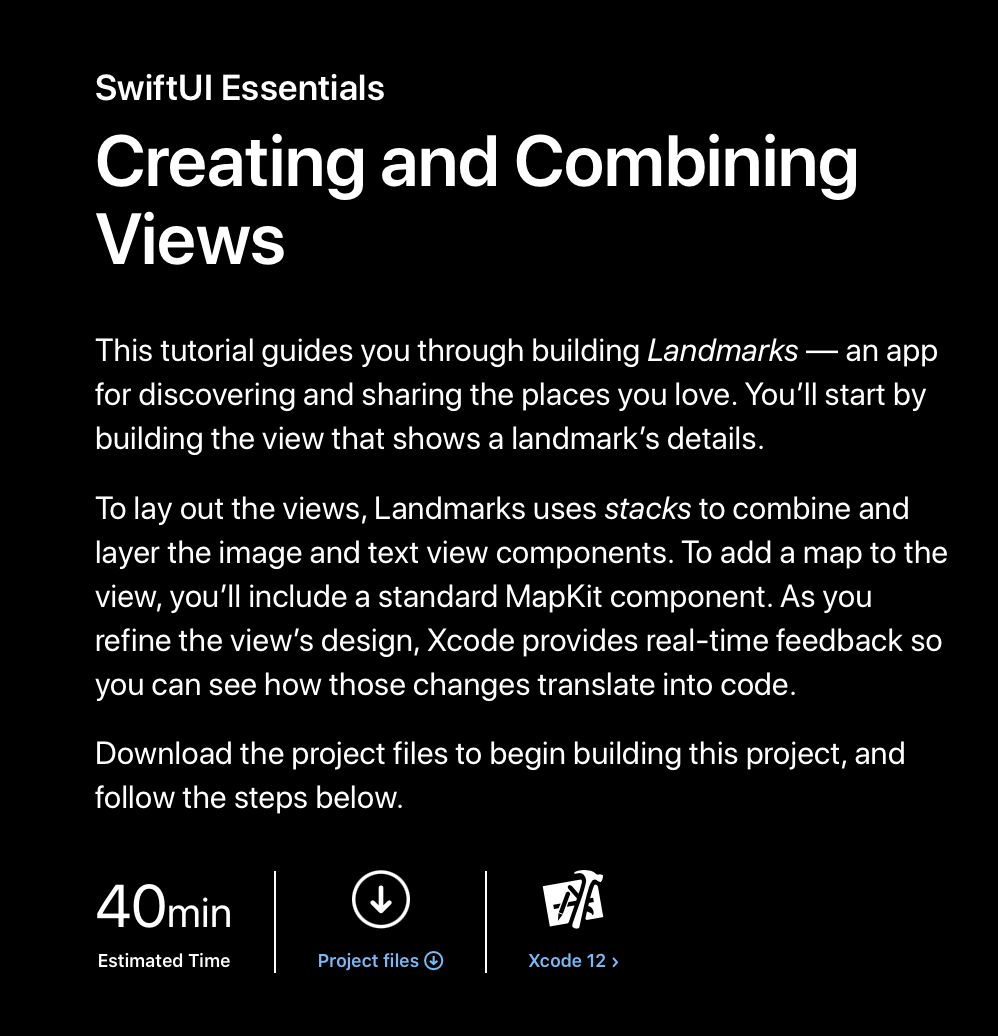 SwiftUI Essentials
Creating and Combining
Views
This tutorial guides you through building Landmarks — an app
for discovering and sharing the places you love. You’ll start by
building the view that shows a landmark’s details.
To lay out the views, Landmarks uses stacks to combine and
layer the image and text view components. To add a map to the
view, you’ll include a standard MapKit component. As you
refine the view’s design, Xcode provides real-time feedback so
you can see how those changes translate into code.
Download the project files to begin building this project, and
follow the steps below.
40min
Estimated Time
Project files
Xcode 12 ›